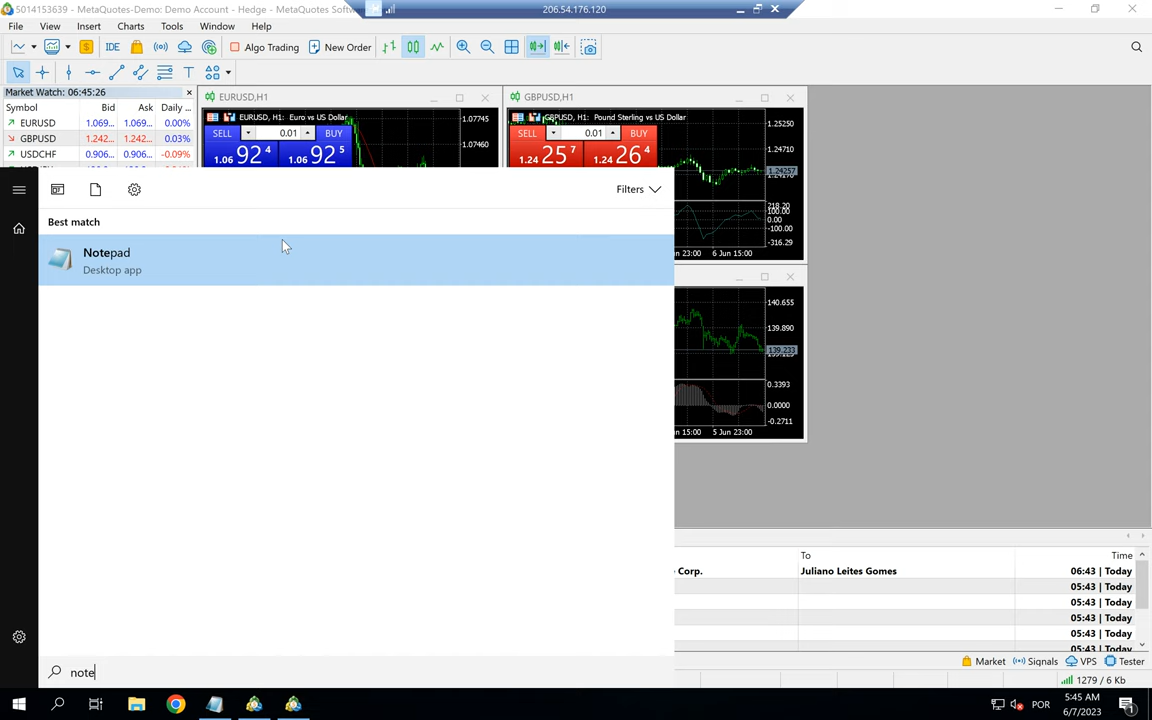 5014153639 - MetaQuotes-Demo: Demo Account - Hedge - MetaQuotes Softw
206.54.176.120
File View Insert Charts Tools Window Help
IDE Algo Trading New Order
Market Watch: 06:45:26
Symbol Bid Ask Daily ...
EURUSD 1.069... 1.069... 0.00%
GBPUSD 1.242... 1.242... 0.03%
USDCHF 0.906... 0.906... -0.09%
EURUSD,H1
EURUSD, H1: Euro vs US Dollar
SELL 0.01 BUY
1.06 92 4 1.06 92 5
1.07745
1.07460
GBPUSD,H1
GBPUSD, H1: Pound Sterling vs US Dollar
SELL 0.01 BUY
1.24 25 7 1.24 26 4
1.25250
1.24710
1.24257
100.00
0.00
-100.00
-316.29
23:00 6 Jun 15:00
140.655
139.890
139.233
0.3393
0.0000
-0.2711
15:00 5 Jun 23:00
Filters
Best match
Notepad
Desktop app
note
To Time
Corp. Juliano Leites Gomes 06:43 | Today
05:43 | Today
05:43 | Today
05:43 | Today
05:43 | Today
05:43 | Today
Market Signals VPS Tester
1279 / 6 Kb
POR
5:45 AM
6/7/2023
1